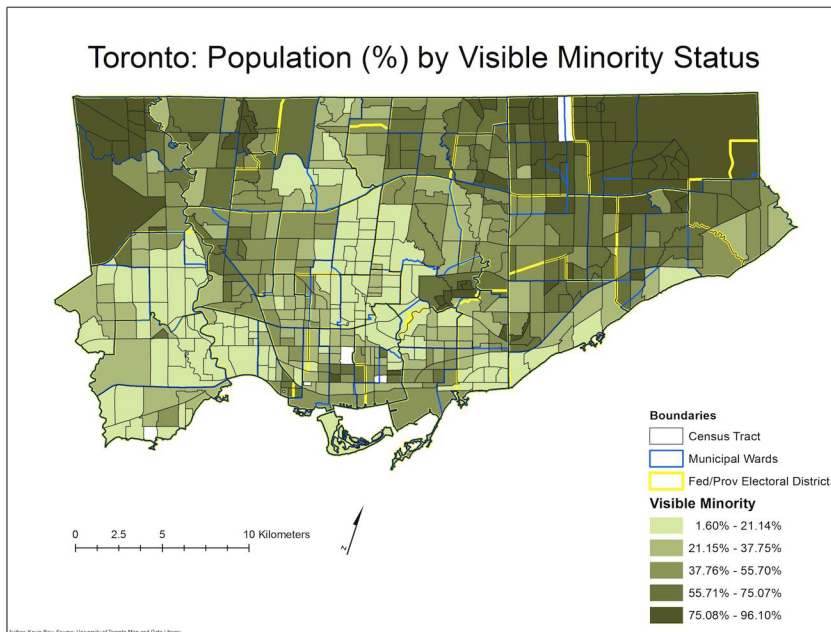 Toronto: Population (%) by Visible Minority Status
Boundaries
Census Tract
Municipal Wards
Fed/Prov Electoral District
Visible Minority
1.60% - 21.14%
21.15% - 37.75%
37.76% - 55.70%
55.71% - 75.07%
75.08% - 96.10%
0 2.5 5 10 Kilometers
N